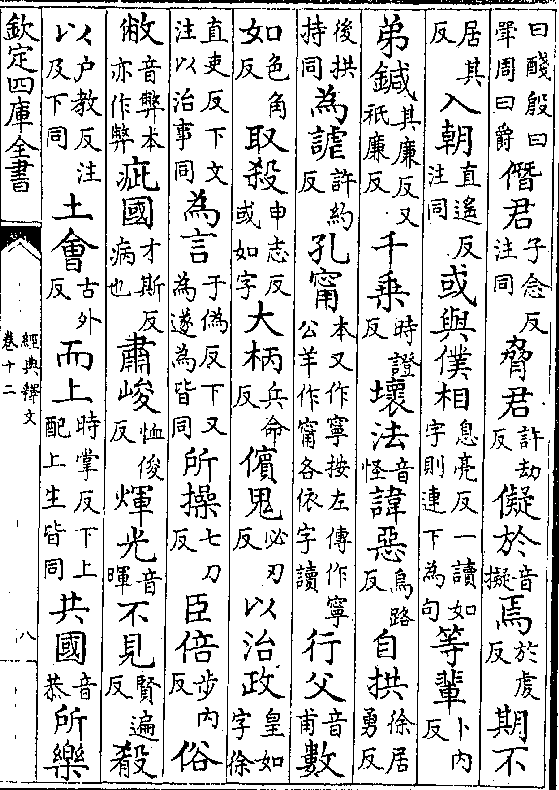 曰醆殷曰斝周曰爵僭君子念反注同脅君許劫反儗於音擬焉於虔反期不
居其反入朝直遙反注同或與僕相息亮反一讀如字則連下為句等輩卜内反
弟鍼其廉反又祇廉反千乘時證反壞法音怪諱惡烏路反自拱徐居勇反
後拱持同為謔許約反孔甯本又作寧按左傳作寧公羊作甯各依字讀行父音甫數
如色角反取殺申志反或如字大柄兵命反儐鬼必刃反以治政皇如字徐
直吏反下文注以治事同為言于偽反下又為遂為皆同所操七刀反臣倍步内反俗
敝音弊本亦作弊疵國才斯反病也肅峻恤俊反煇光音暉不見賢遍反殽
以户教反注以及下同土會古外反而上時掌反下上配上生皆同共國音恭所樂
欽定四庫全書
經典釋文
卷十二
八